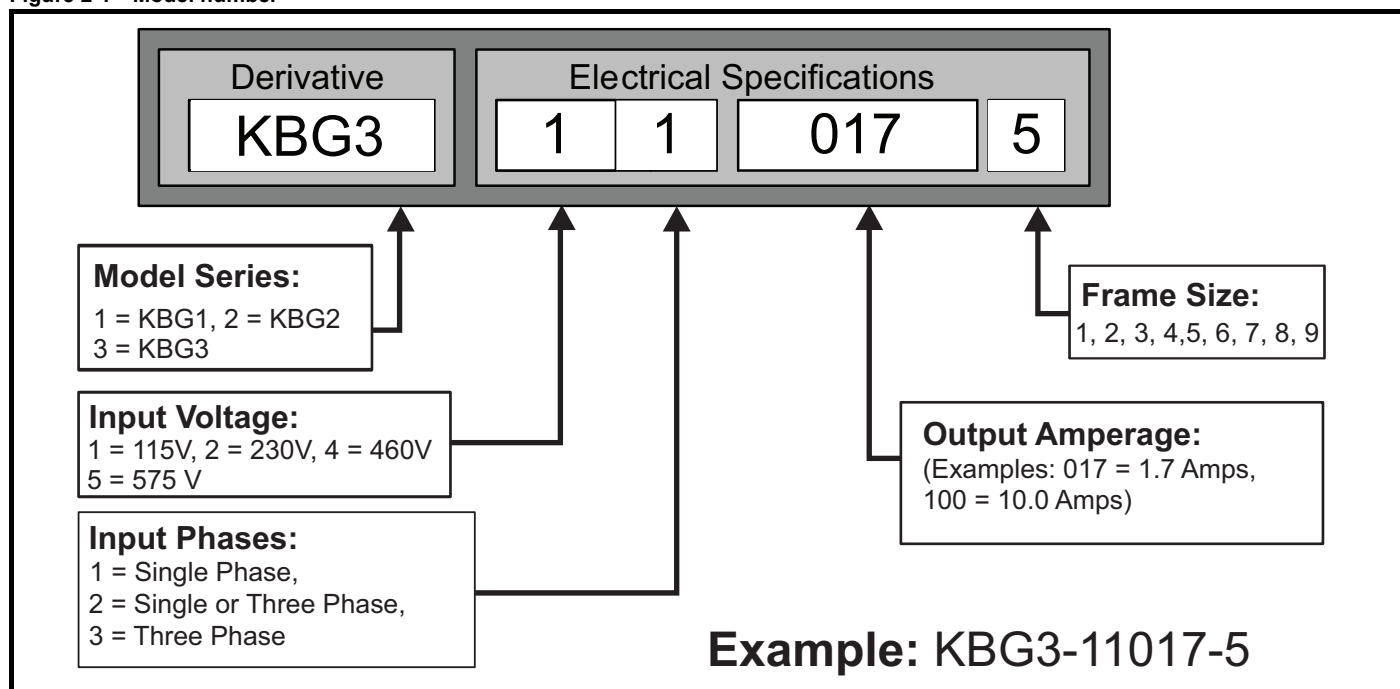 Figure 2-1 Model number
Derivative
KBG3
Electrical Specifications
1 1 017 5
Model Series:
1 = KBG1, 2 = KBG2
3 = KBG3
Input Voltage:
1 = 115V, 2 = 230V, 4 = 460V
5 = 575 V
Input Phases:
1 = Single Phase,
2 = Single or Three Phase,
3 = Three Phase
Frame Size:
1, 2, 3, 4,5, 6, 7, 8, 9
Output Amperage:
(Examples: 017 = 1.7 Amps,
100 = 10.0 Amps)
Example: KBG3-11017-5